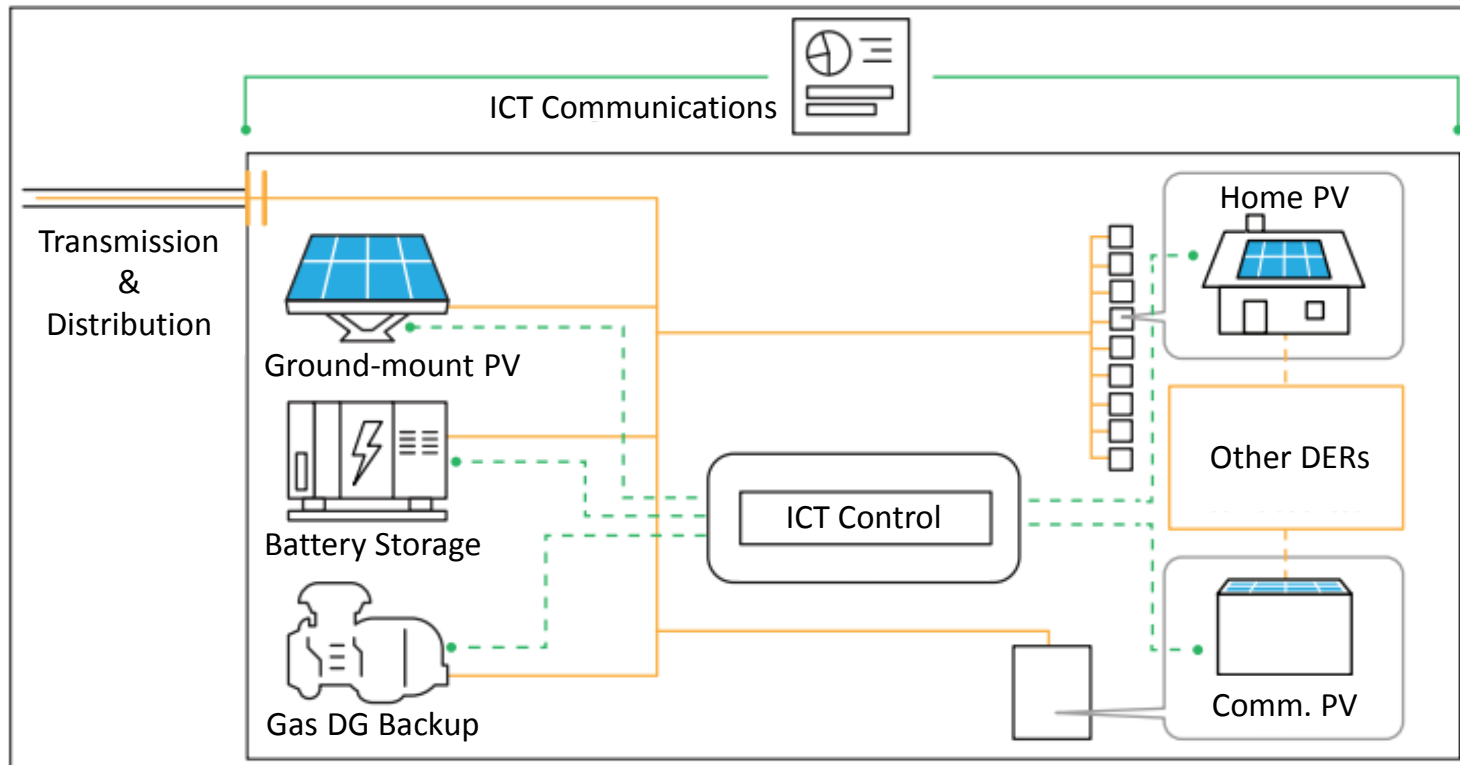 ICT Communications
Transmission
&
Distribution
Ground-mount PV
Battery Storage
Gas DG Backup
ICT Control
Home PV
Other DERs
Comm. PV